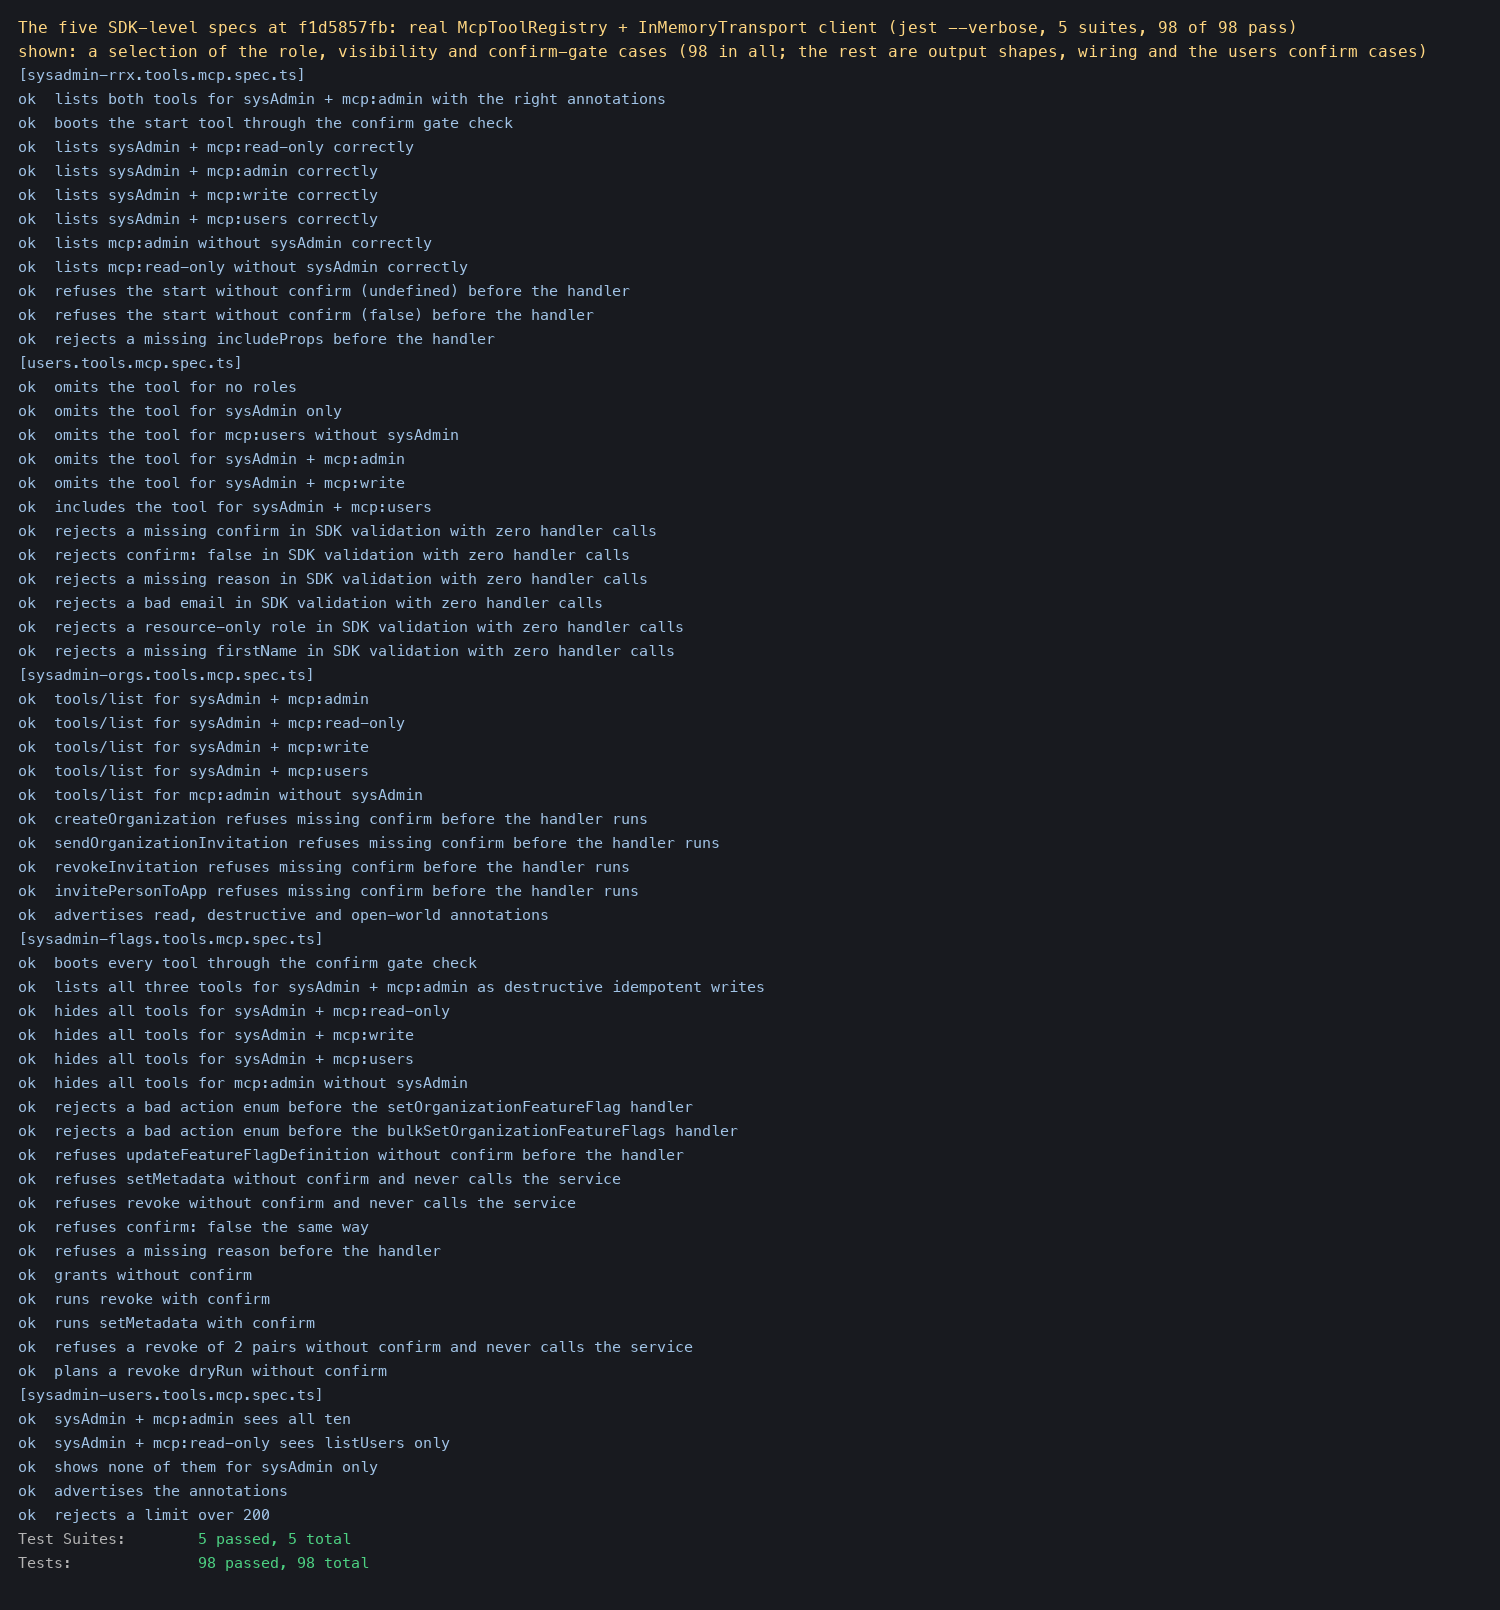 The five SDK-level specs at f1d5857fb: real McpToolRegistry + InMemoryTransport client (jest --verbose, 5 suites, 98 of 98 pass)
shown: a selection of the role, visibility and confirm-gate cases (98 in all; the rest are output shapes, wiring and the users confirm cases)
[sysadmin-rrx.tools.mcp.spec.ts]
ok  lists both tools for sysAdmin + mcp:admin with the right annotations
ok  boots the start tool through the confirm gate check
ok  lists sysAdmin + mcp:read-only correctly
ok  lists sysAdmin + mcp:admin correctly
ok  lists sysAdmin + mcp:write correctly
ok  lists sysAdmin + mcp:users correctly
ok  lists mcp:admin without sysAdmin correctly
ok  lists mcp:read-only without sysAdmin correctly
ok  refuses the start without confirm (undefined) before the handler
ok  refuses the start without confirm (false) before the handler
ok  rejects a missing includeProps before the handler
[users.tools.mcp.spec.ts]
ok  omits the tool for no roles
ok  omits the tool for sysAdmin only
ok  omits the tool for mcp:users without sysAdmin
ok  omits the tool for sysAdmin + mcp:admin
ok  omits the tool for sysAdmin + mcp:write
ok  includes the tool for sysAdmin + mcp:users
ok  rejects a missing confirm in SDK validation with zero handler calls
ok  rejects confirm: false in SDK validation with zero handler calls
ok  rejects a missing reason in SDK validation with zero handler calls
ok  rejects a bad email in SDK validation with zero handler calls
ok  rejects a resource-only role in SDK validation with zero handler calls
ok  rejects a missing firstName in SDK validation with zero handler calls
[sysadmin-orgs.tools.mcp.spec.ts]
ok  tools/list for sysAdmin + mcp:admin
ok  tools/list for sysAdmin + mcp:read-only
ok  tools/list for sysAdmin + mcp:write
ok  tools/list for sysAdmin + mcp:users
ok  tools/list for mcp:admin without sysAdmin
ok  createOrganization refuses missing confirm before the handler runs
ok  sendOrganizationInvitation refuses missing confirm before the handler runs
ok  revokeInvitation refuses missing confirm before the handler runs
ok  invitePersonToApp refuses missing confirm before the handler runs
ok  advertises read, destructive and open-world annotations
[sysadmin-flags.tools.mcp.spec.ts]
ok  boots every tool through the confirm gate check
ok  lists all three tools for sysAdmin + mcp:admin as destructive idempotent writes
ok  hides all tools for sysAdmin + mcp:read-only
ok  hides all tools for sysAdmin + mcp:write
ok  hides all tools for sysAdmin + mcp:users
ok  hides all tools for mcp:admin without sysAdmin
ok  rejects a bad action enum before the setOrganizationFeatureFlag handler
ok  rejects a bad action enum before the bulkSetOrganizationFeatureFlags handler
ok  refuses updateFeatureFlagDefinition without confirm before the handler
ok  refuses setMetadata without confirm and never calls the service
ok  refuses revoke without confirm and never calls the service
ok  refuses confirm: false the same way
ok  refuses a missing reason before the handler
ok  grants without confirm
ok  runs revoke with confirm
ok  runs setMetadata with confirm
ok  refuses a revoke of 2 pairs without confirm and never calls the service
ok  plans a revoke dryRun without confirm
[sysadmin-users.tools.mcp.spec.ts]
ok  sysAdmin + mcp:admin sees all ten
ok  sysAdmin + mcp:read-only sees listUsers only
ok  shows none of them for sysAdmin only
ok  advertises the annotations
ok  rejects a limit over 200
Test Suites:        5 passed, 5 total
Tests:              98 passed, 98 total